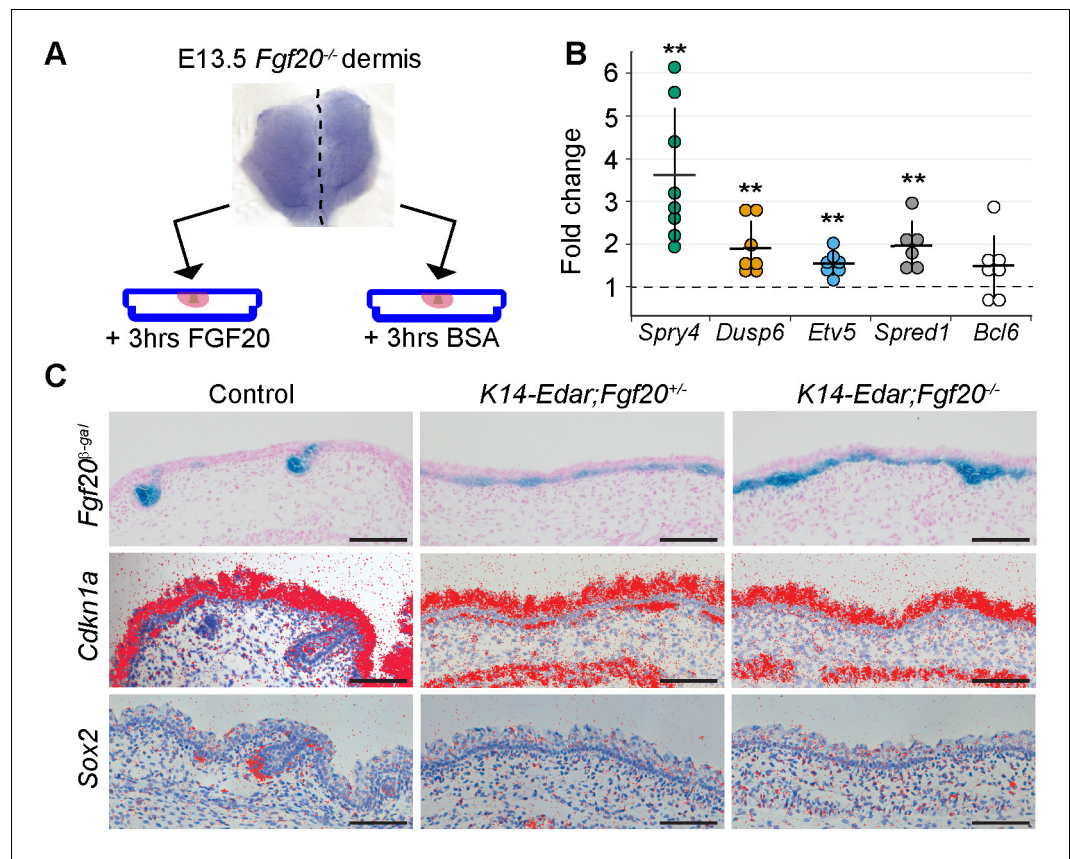 A
E13.5 Fgf20-/- dermis
+ 3hrs FGF20
+ 3hrs BSA
B
Fold change
6
5
4
3
2
1
**
**
**
**
Spry4
Dusp6
Etv5
Spred1
Bcl6
C
Control
K14-Edar;Fgf20+/-
K14-Edar;Fgf20-/-
Fgf20β-gal
Cdkn1a
Sox2